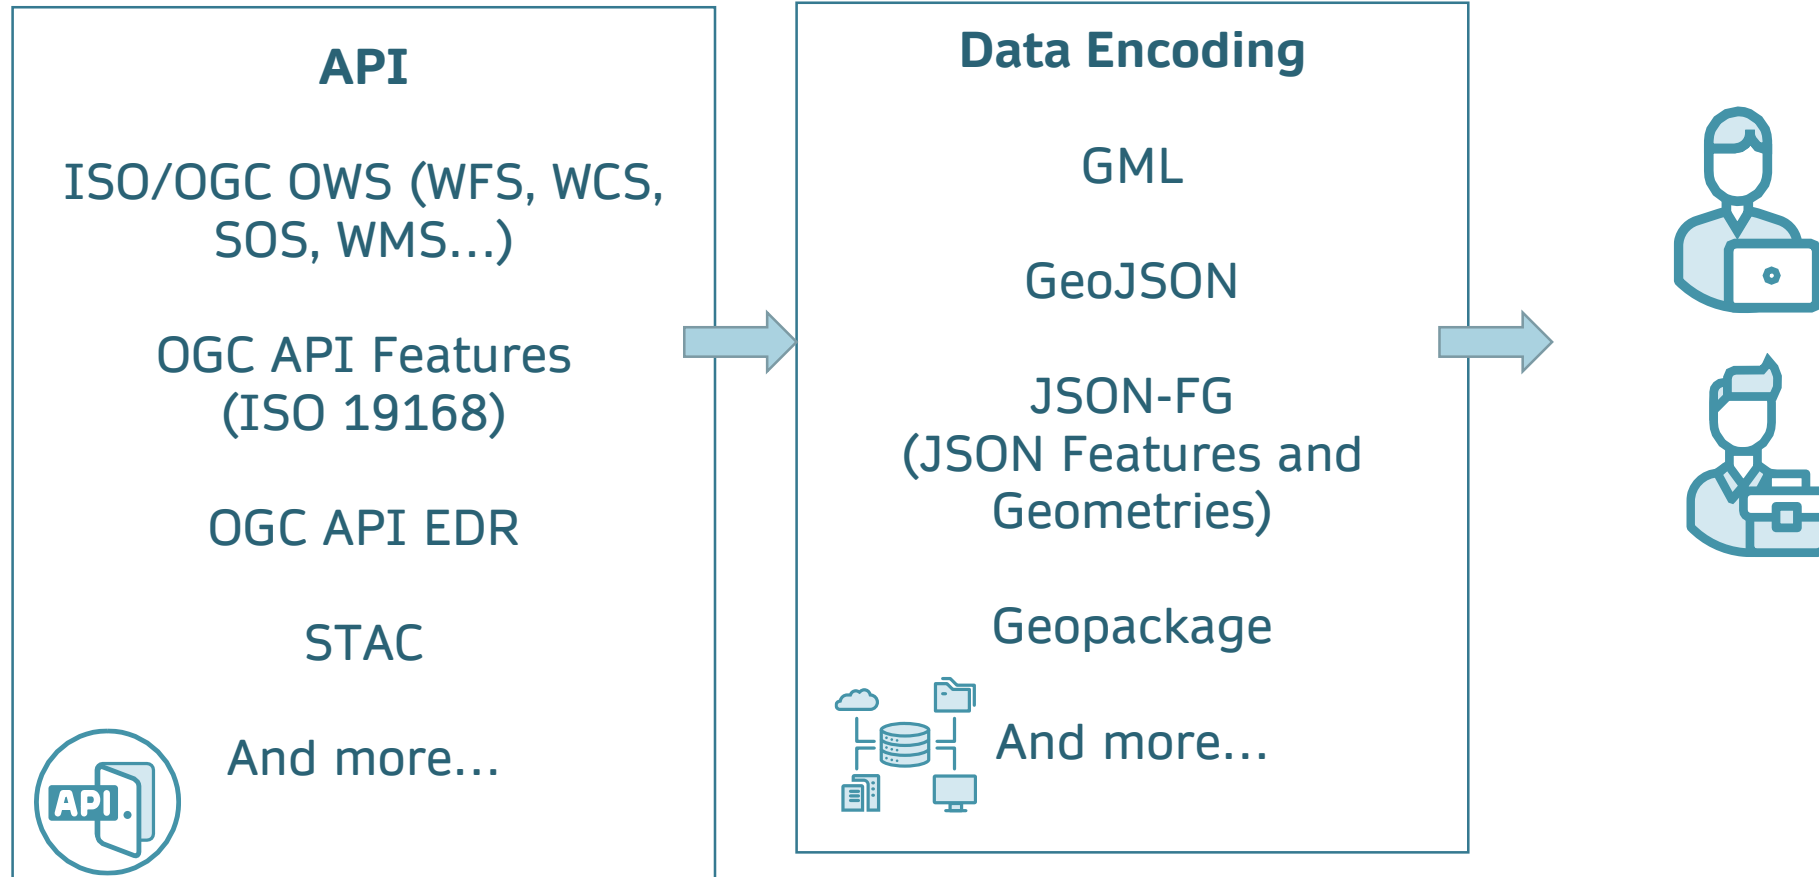 API
ISO/OGC OWS (WFS, WCS,
SOS, WMS...)
OGC API Features
(ISO 19168)
OGC API EDR
STAC
And more...
API
Data Encoding
GML
GeoJSON
JSON-FG
(JSON Features and
Geometries)
Geopackage
And more...